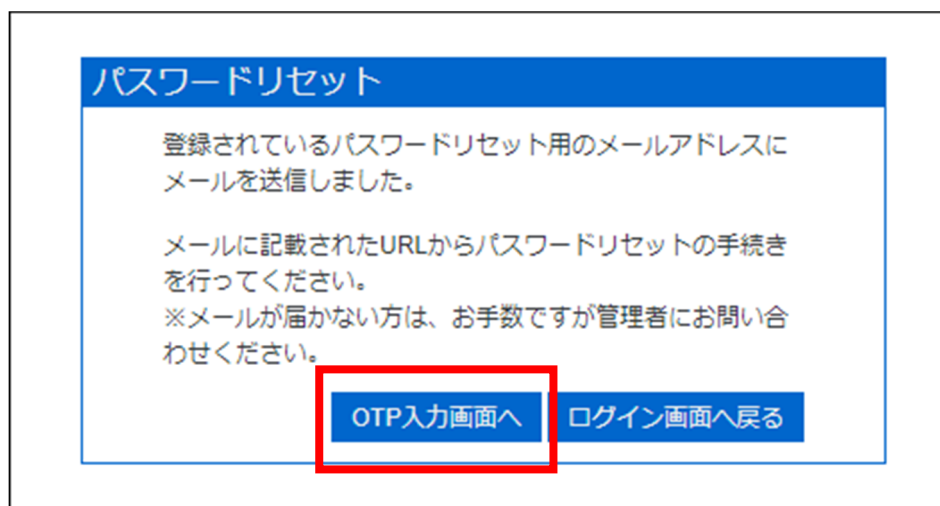 パスワードリセット
登録されているパスワードリセット用のメールアドレスに
メールを送信しました。
メールに記載されたURLからパスワードリセットの手続き
を行ってください。
※メールが届かない方は、お手数ですが管理者にお問い合
わせください。
OTP入力画面へ ログイン画面へ戻る